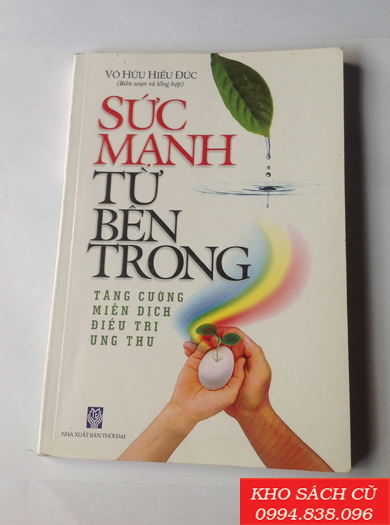 VÕ HỮU HIẾU ĐỨC
(Biên soạn và tổng hợp)
SỨC
MẠNH
TỪ
BÊN
TRONG
TĂNG CƯỜNG
MIỄN DỊCH
ĐIỀU TRỊ
UNG THƯ
NHÀ XUẤT BẢN THỜI ĐẠI
KHO SÁCH CŨ
0994.838.096